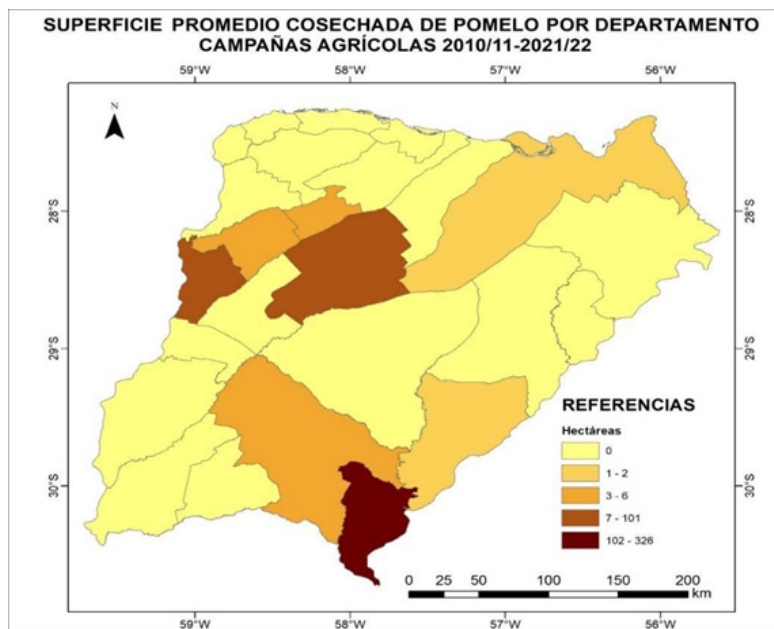 SUPERFICIE PROMEDIO COSECHADA DE POMELO POR DEPARTAMENTO
CAMPAÑAS AGRÍCOLAS 2010/11-2021/22
59°W 58°W 57°W 56°W
N
28°S 28°S
29°S 29°S
30°S 30°S
REFERENCIAS
Hectáreas
0
1 - 2
3 - 6
7 - 101
102 - 326
0 25 50 100 150 200
km
59°W 58°W 57°W 56°W